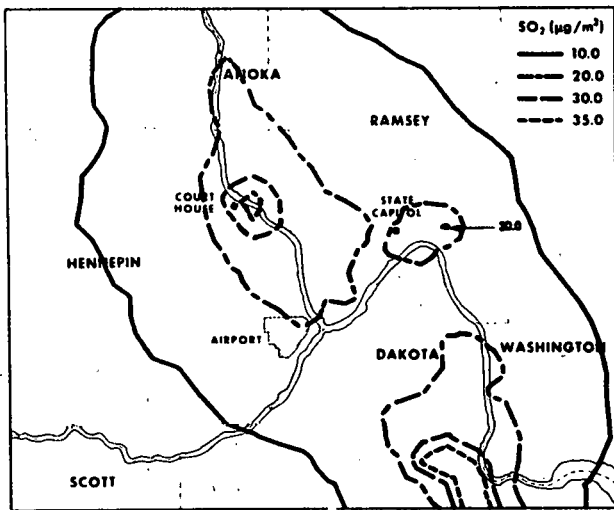 SO₂ (μg/m³)
10.0
20.0
30.0
35.0
ANOKA
RAMSEY
COURT
HOUSE
STATE
CAPITOL
30.0
HENNEPIN
AIRPORT
DAKOTA
WASHINGTON
SCOTT